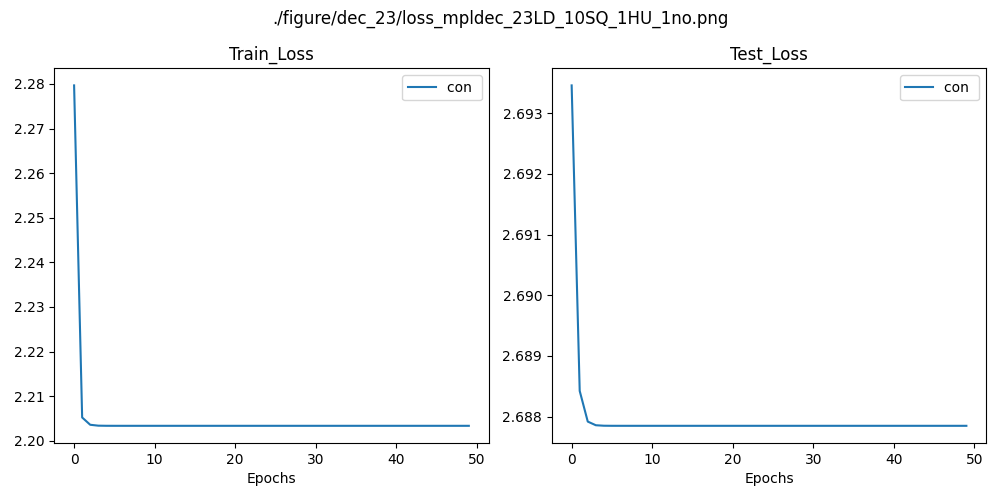 ./figure/dec_23/loss_mpldec_23LD_10SQ_1HU_1no.png
Train_Loss
con
2.28
2.27
2.26
2.25
2.24
2.23
2.22
2.21
2.20
0 10 20 30 40 50
Epochs
Test_Loss
con
2.693
2.692
2.691
2.690
2.689
2.688
0 10 20 30 40 50
Epochs